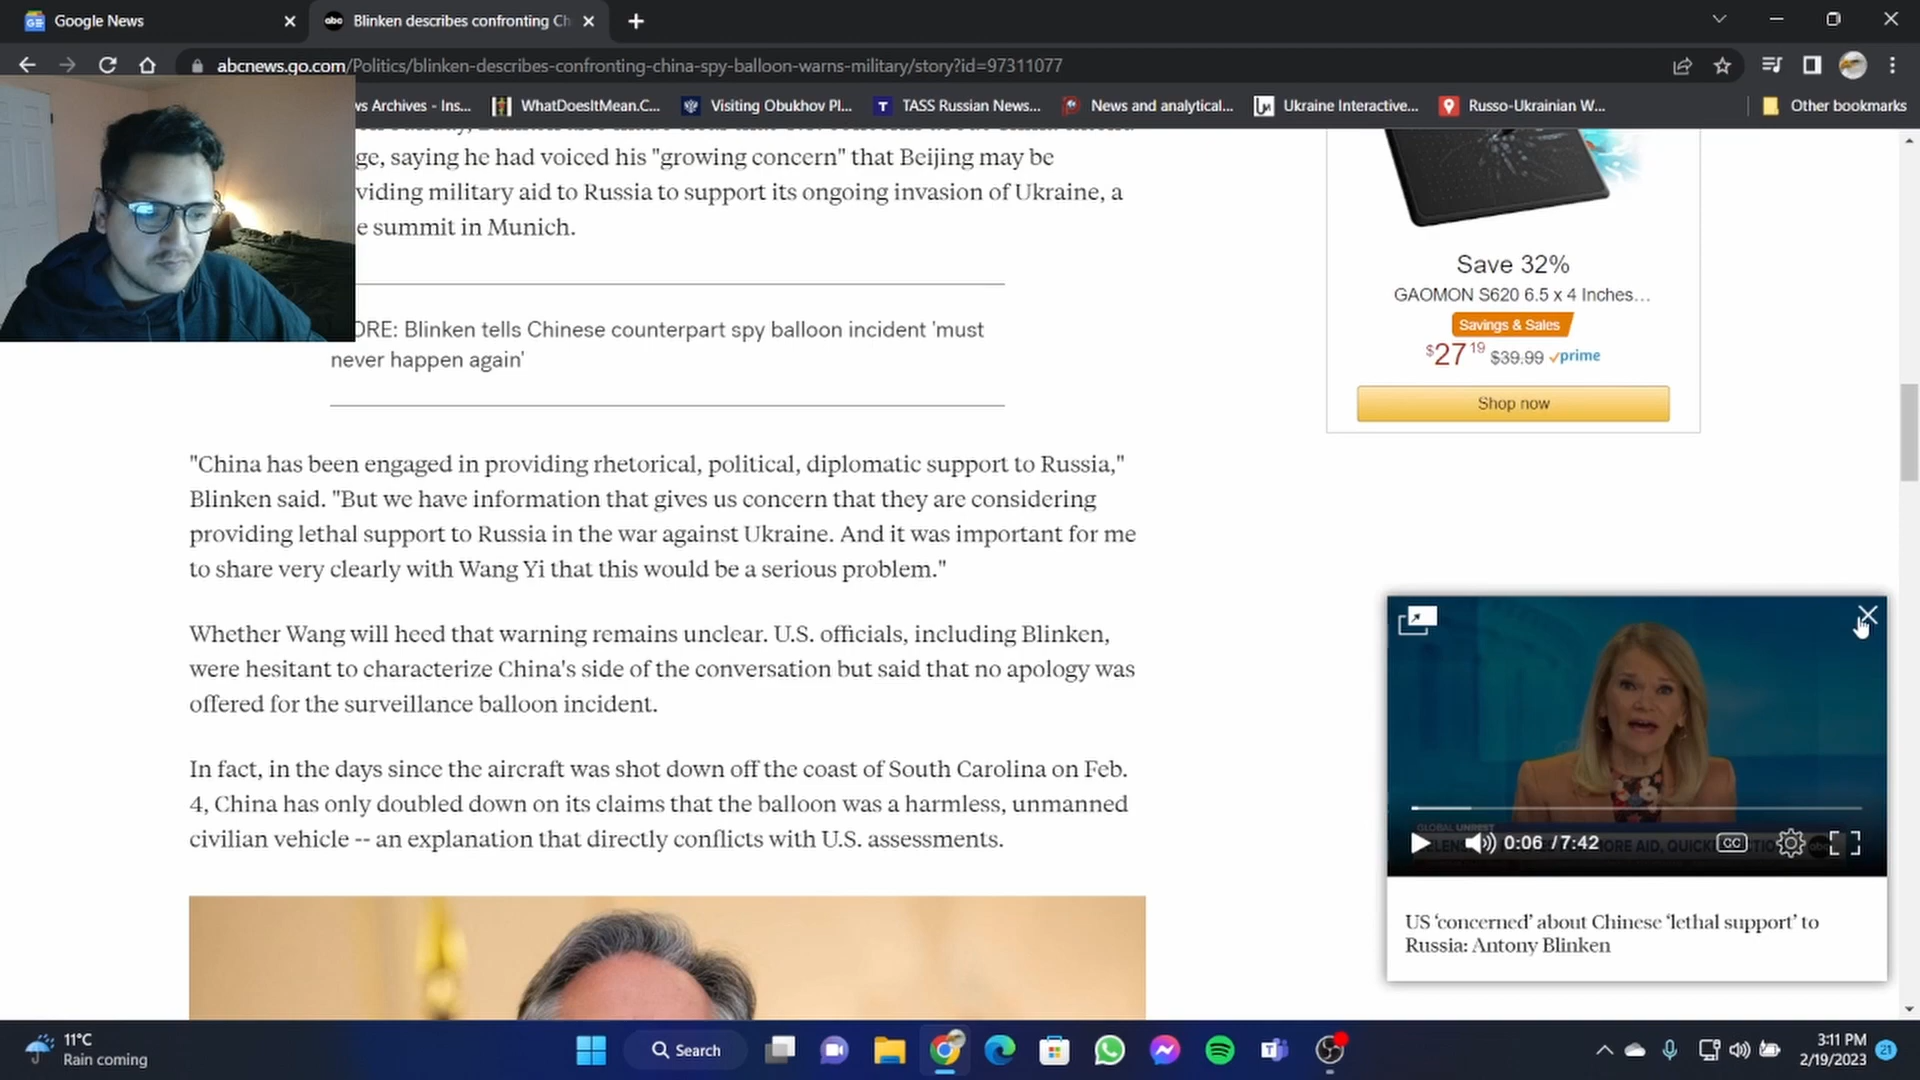 Google News
abc
Blinken describes confronting Ch
abcnews.go.com/Politics/blinken-describes-confronting-china-spy-balloon-warns-military/story?id=97311077
ws Archives - Ins...
WhatDoesItMean.C...
Visiting Obukhov Pl...
T
TASS Russian News...
News and analytical...
Ukraine Interactive...
Russo-Ukrainian W...
Other bookmarks
ge, saying he had voiced his "growing concern" that Beijing may be
viding military aid to Russia to support its ongoing invasion of Ukraine, a
e summit in Munich.
ORE: Blinken tells Chinese counterpart spy balloon incident 'must
never happen again'
"China has been engaged in providing rhetorical, political, diplomatic support to Russia,"
Blinken said. "But we have information that gives us concern that they are considering
providing lethal support to Russia in the war against Ukraine. And it was important for me
to share very clearly with Wang Yi that this would be a serious problem."
Whether Wang will heed that warning remains unclear. U.S. officials, including Blinken,
were hesitant to characterize China's side of the conversation but said that no apology was
offered for the surveillance balloon incident.
In fact, in the days since the aircraft was shot down off the coast of South Carolina on Feb.
4, China has only doubled down on its claims that the balloon was a harmless, unmanned
civilian vehicle -- an explanation that directly conflicts with U.S. assessments.
Save 32%
GAOMON S620 6.5 x 4 Inches...
Savings & Sales
$27 19 $39.99 prime
Shop now
GLOBAL UNREST
0:06 / 7:42
CC
MORE AID, QUICK
US ‘concerned’ about Chinese ‘lethal support’ to
Russia: Antony Blinken
11°C
Rain coming
Search
3:11 PM
2/19/2023
21